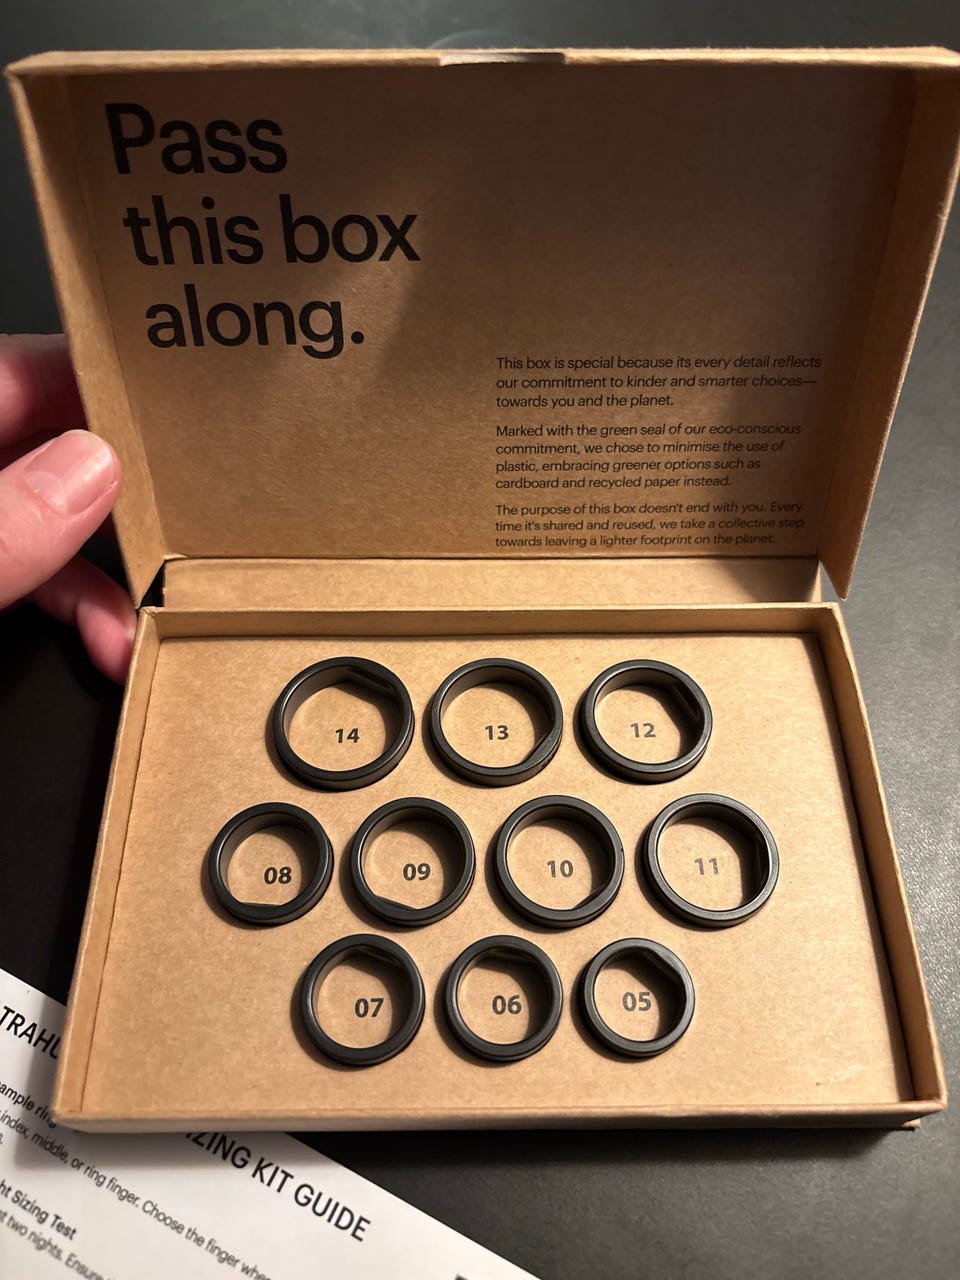 Pass
this box
along.
This box is special because its every detail reflects
our commitment to kinder and smarter choices—
towards you and the planet.
Marked with the green seal of our eco-conscious
commitment, we chose to minimise the use of
plastic, embracing greener options such as
cardboard and recycled paper instead.
The purpose of this box doesn't end with you. Every
time it's shared and reused, we take a collective step
towards leaving a lighter footprint on the planet.
14 13 12
08 09 10 11
07 06 05
SIZING KIT GUIDE
index, middle, or ring finger. Choose the finger
Sizing Test
two nights.